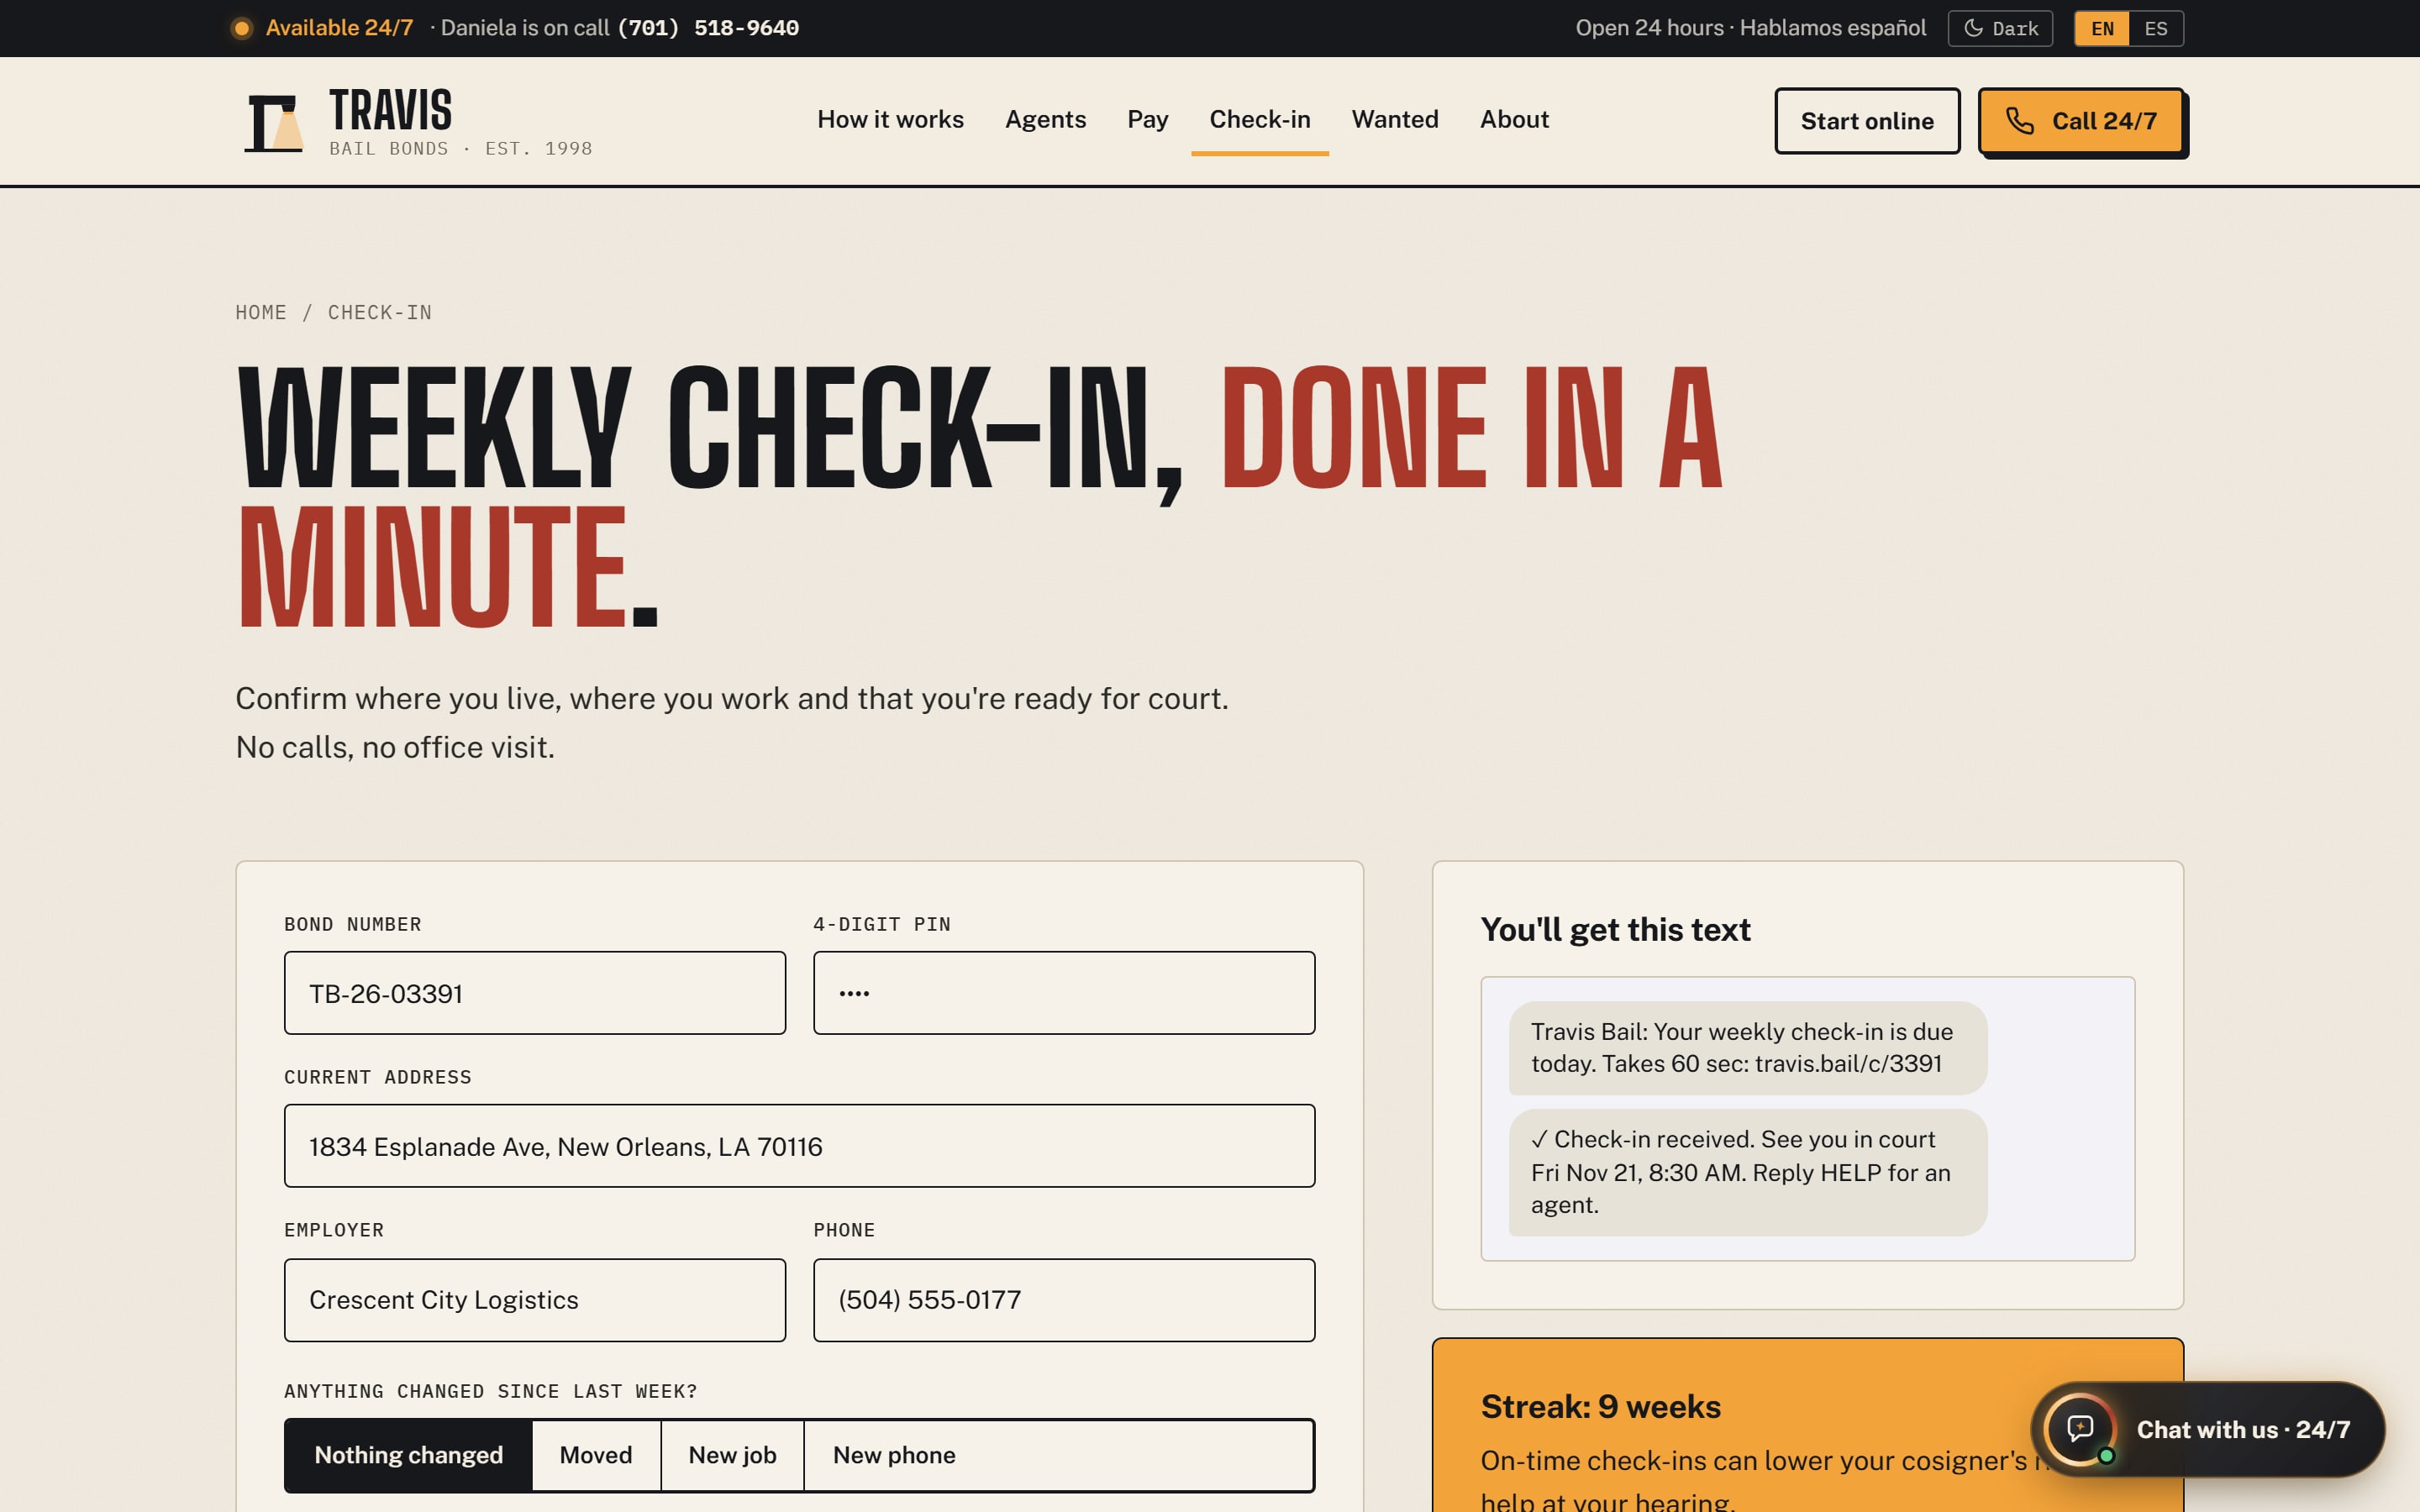 Available 24/7 · Daniela is on call (701) 518-9640
Open 24 hours · Hablamos español Dark EN ES
TRAVIS
BAIL BONDS · EST. 1998
How it works Agents Pay Check-in Wanted About
Start online Call 24/7
HOME / CHECK-IN
WEEKLY CHECK-IN, DONE IN A
MINUTE.
Confirm where you live, where you work and that you're ready for court.
No calls, no office visit.
BOND NUMBER 4-DIGIT PIN
TB-26-03391 ••••
CURRENT ADDRESS
1834 Esplanade Ave, New Orleans, LA 70116
EMPLOYER PHONE
Crescent City Logistics (504) 555-0177
ANYTHING CHANGED SINCE LAST WEEK?
Nothing changed Moved New job New phone
You'll get this text
Travis Bail: Your weekly check-in is due
today. Takes 60 sec: travis.bail/c/3391
✓ Check-in received. See you in court
Fri Nov 21, 8:30 AM. Reply HELP for an
agent.
Streak: 9 weeks
On-time check-ins can lower your cosigner's
help at your hearing.
Chat with us · 24/7